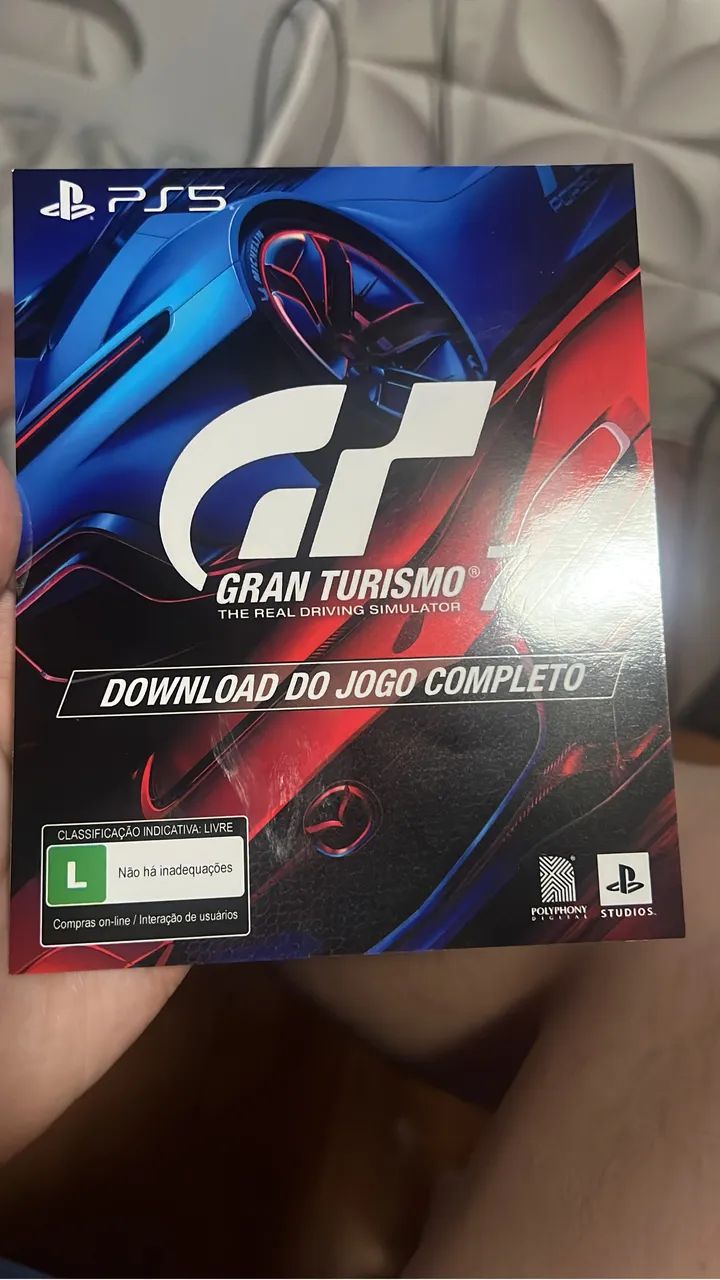 PS5
GRAN TURISMO® 7
THE REAL DRIVING SIMULATOR
DOWNLOAD DO JOGO COMPLETO
CLASSIFICAÇÃO INDICATIVA: LIVRE
L
Não há inadequações
Compras on-line / Interação de usuários
POLYPHONY
DIGITAL
STUDIOS